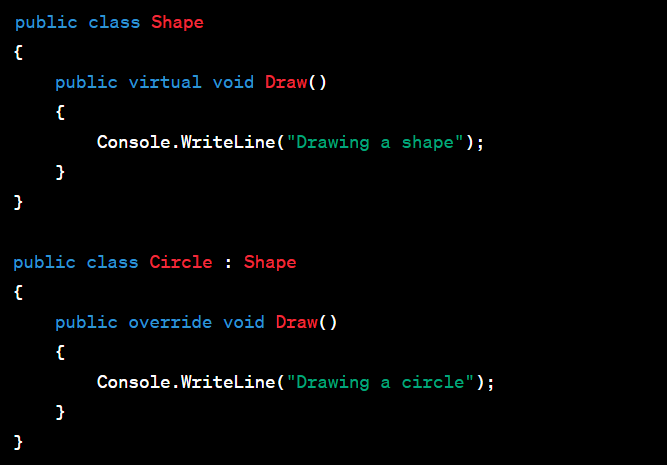 public class Shape
{
    public virtual void Draw()
    {
        Console.WriteLine("Drawing a shape");
    }
}

public class Circle : Shape
{
    public override void Draw()
    {
        Console.WriteLine("Drawing a circle");
    }
}